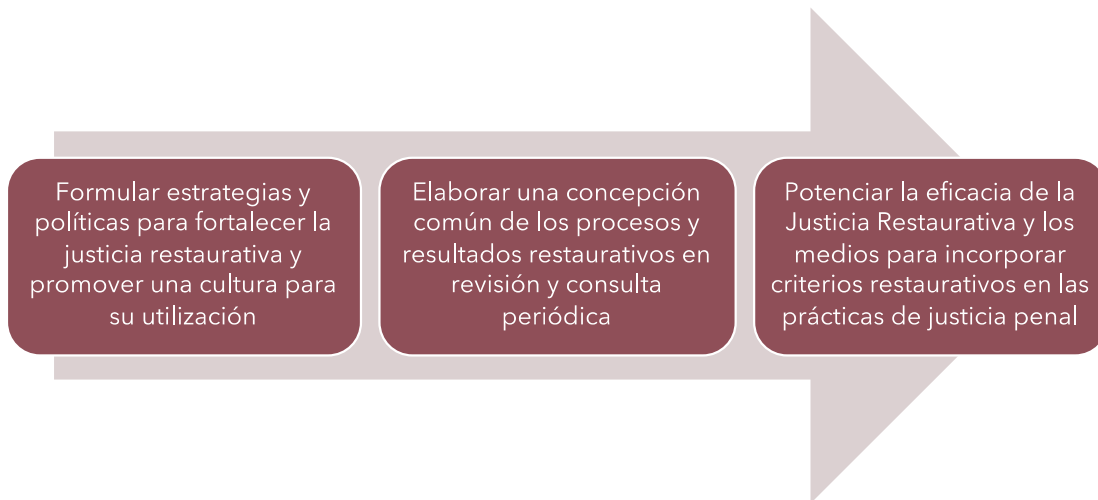 Formular estrategias y
políticas para fortalecer la
justicia restaurativa y
promover una cultura para
su utilización
Elaborar una concepción
común de los procesos y
resultados restaurativos en
revisión y consulta
periódica
Potenciar la eficacia de la
Justicia Restaurativa y los
medios para incorporar
criterios restaurativos en las
prácticas de justicia penal